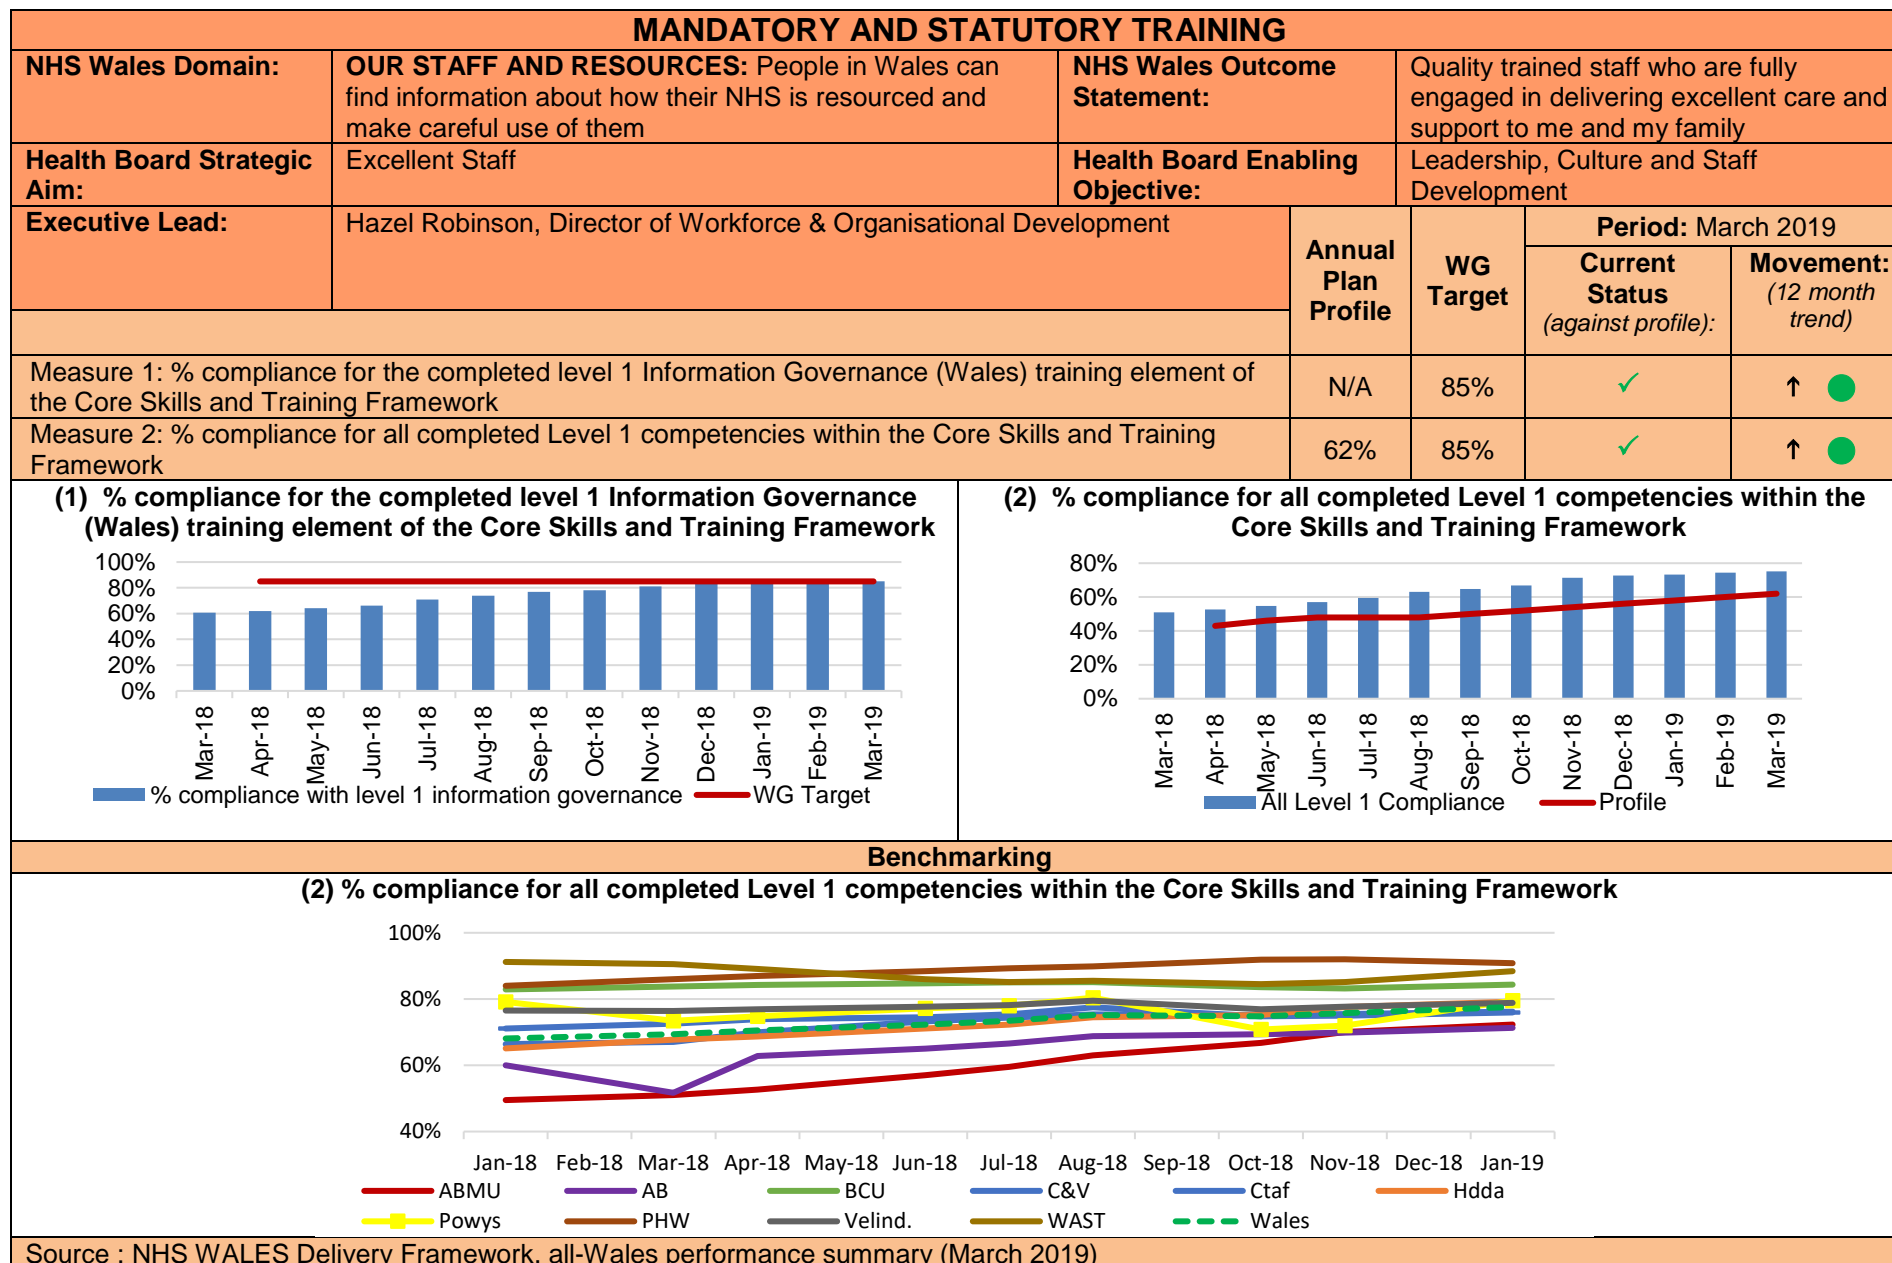 MANDATORY AND STATUTORY TRAINING
NHS Wales Domain:
OUR STAFF AND RESOURCES: People in Wales can
find information about how their NHS is resourced and
make careful use of them
NHS Wales Outcome
Statement:
Quality trained staff who are fully
engaged in delivering excellent care and
support to me and my family
Health Board Strategic
Aim:
Excellent Staff
Health Board Enabling
Objective:
Leadership, Culture and Staff
Development
Executive Lead:
Hazel Robinson, Director of Workforce & Organisational Development
Annual
Plan
Profile
WG
Target
Period: March 2019
Current
Status
(against profile):
Movement:
(12 month
trend)
Measure 1: % compliance for the completed level 1 Information Governance (Wales) training element of
the Core Skills and Training Framework
N/A
85%
✓
↑
Measure 2: % compliance for all completed Level 1 competencies within the Core Skills and Training
Framework
62%
85%
✓
↑
(1) % compliance for the completed level 1 Information Governance
(Wales) training element of the Core Skills and Training Framework
100%
80%
60%
40%
20%
0%
Mar-18
Apr-18
May-18
Jun-18
Jul-18
Aug-18
Sep-18
Oct-18
Nov-18
Dec-18
Jan-19
Feb-19
Mar-19
% compliance with level 1 information governance
WG Target
(2) % compliance for all completed Level 1 competencies within the
Core Skills and Training Framework
80%
60%
40%
20%
0%
Mar-18
Apr-18
May-18
Jun-18
Jul-18
Aug-18
Sep-18
Oct-18
Nov-18
Dec-18
Jan-19
Feb-19
Mar-19
All Level 1 Compliance
Profile
Benchmarking
(2) % compliance for all completed Level 1 competencies within the Core Skills and Training Framework
100%
80%
60%
40%
Jan-18 Feb-18 Mar-18 Apr-18 May-18 Jun-18 Jul-18 Aug-18 Sep-18 Oct-18 Nov-18 Dec-18 Jan-19
ABMU AB BCU C&V Ctaf Hdda
Powys PHW Velind. WAST Wales
Source : NHS WALES Delivery Framework, all-Wales performance summary (March 2019)